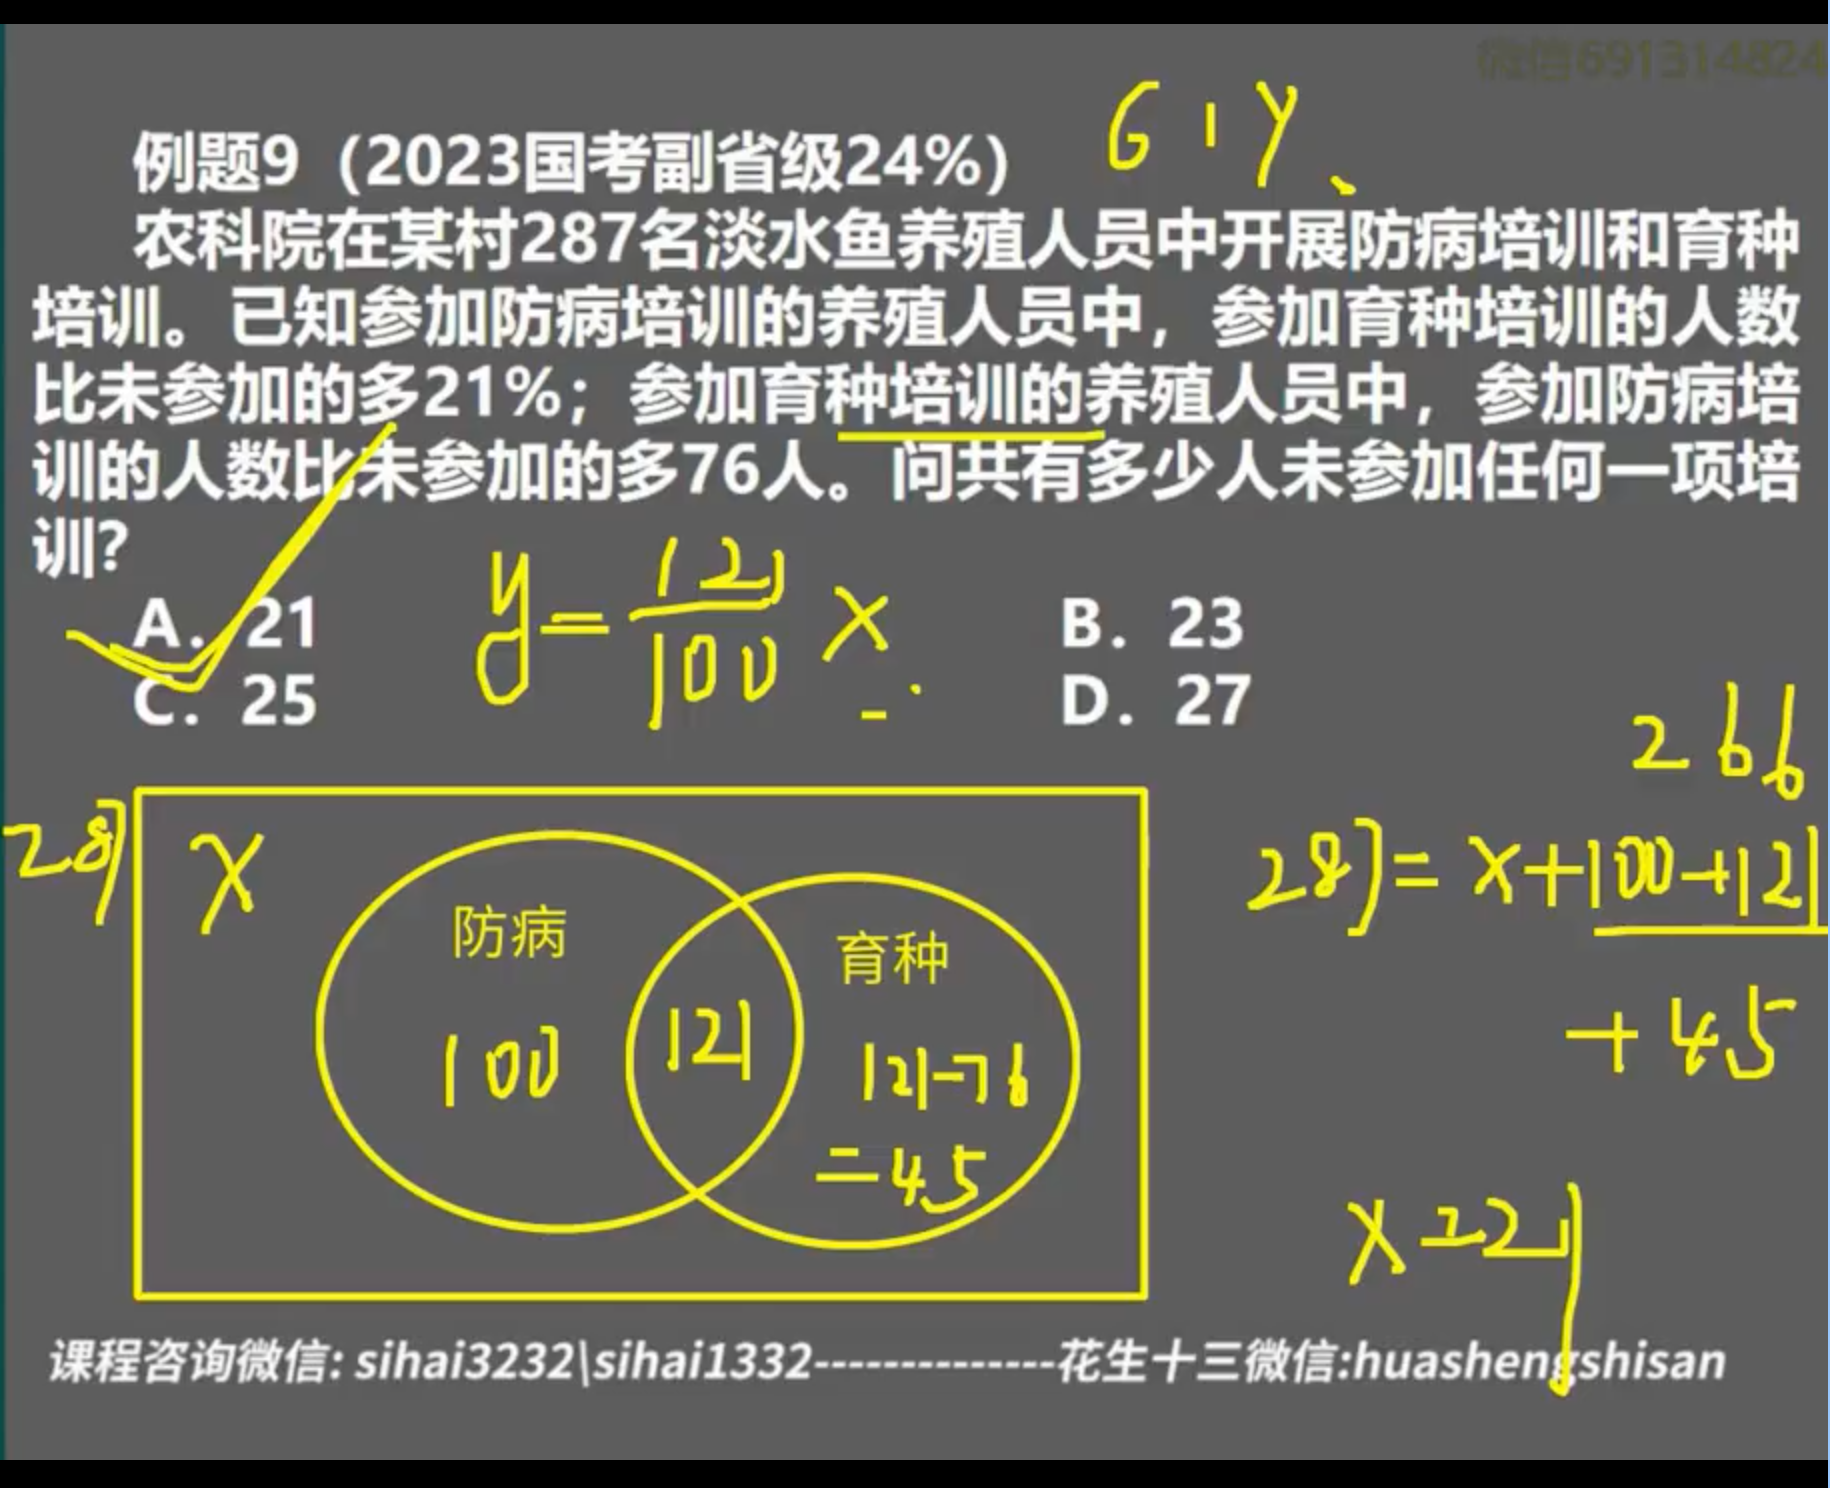 微信691314824
例题9（2023国考副省级24%）
G 1 Y、
农科院在某村287名淡水鱼养殖人员中开展防病培训和育种
培训。已知参加防病培训的养殖人员中，参加育种培训的人数
比未参加的多21%；参加育种培训的养殖人员中，参加防病培
训的人数比未参加的多76人。问共有多少人未参加任何一项培
训？
A. 21
B. 23
C. 25
D. 27
y=121/100 x
287
x
防病
100
121
育种
121-76
=45
266
287=x+100+121
+45
x=21
课程咨询微信: sihai3232\sihai1332--------------花生十三微信:huashengshisan